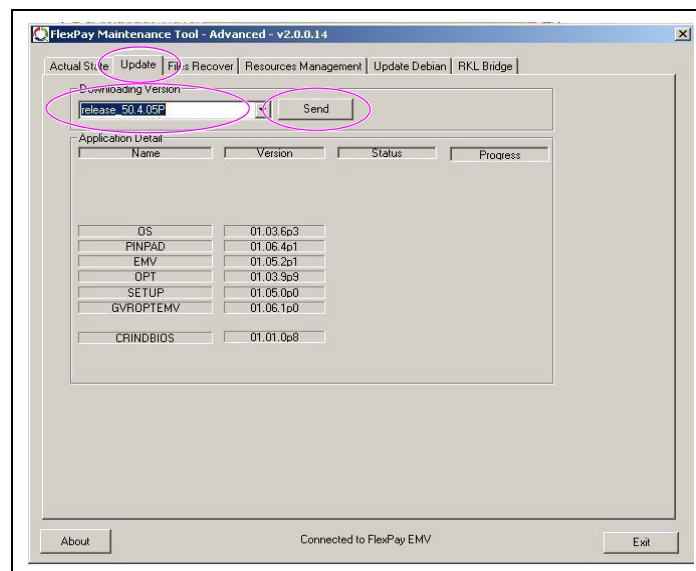 FlexPay Maintenance Tool - Advanced - v2.0.0.14
Actual State Update Files Recover Resources Management Update Debian RKL Bridge
Downloading Version
release_50.4.05P Send
Application Detail
Name Version Status Progress
OS 01.03.6p3
PINPAD 01.06.4p1
EMV 01.05.2p1
OPT 01.03.9p9
SETUP 01.05.0p0
GVROPTEMV 01.06.1p0
CRINDBIOS 01.01.0p8
About Connected to FlexPay EMV Exit